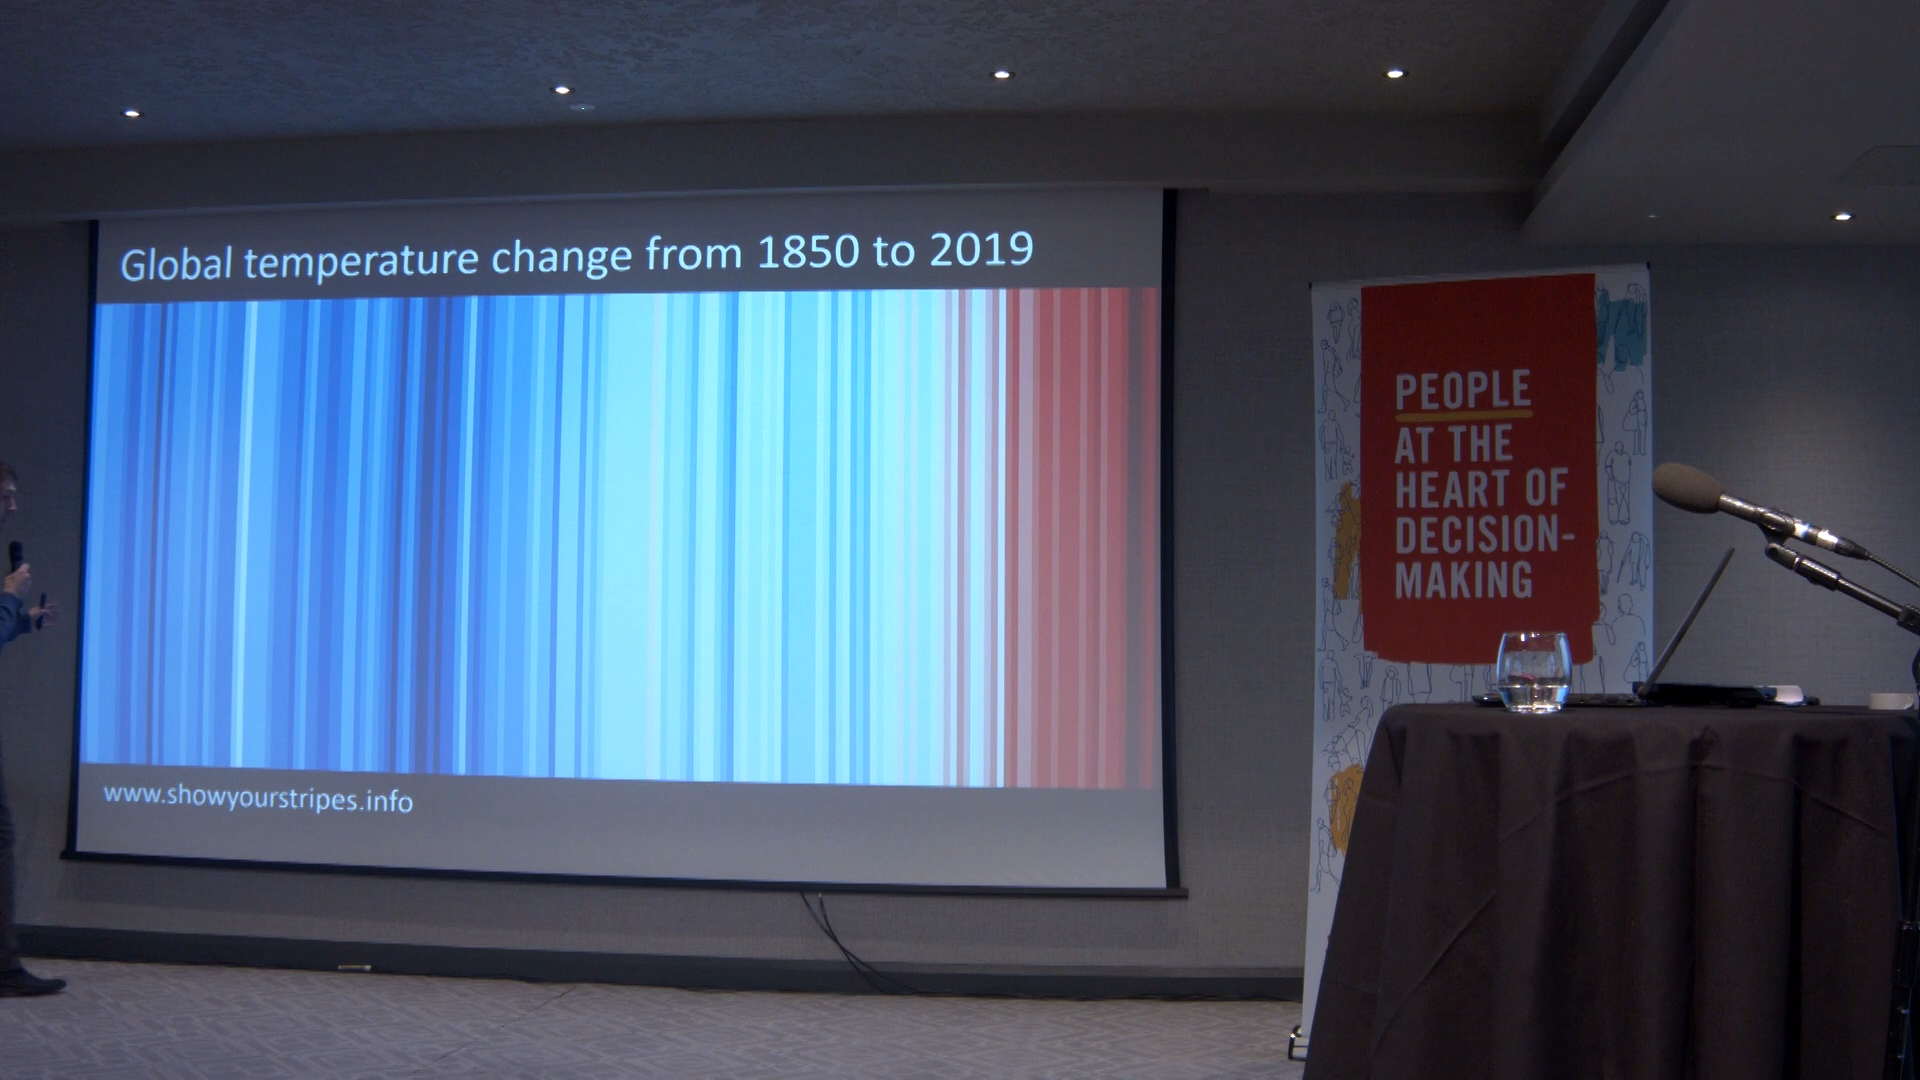 Global temperature change from 1850 to 2019
www.showyourstripes.info
PEOPLE
AT THE
HEART OF
DECISION-
MAKING